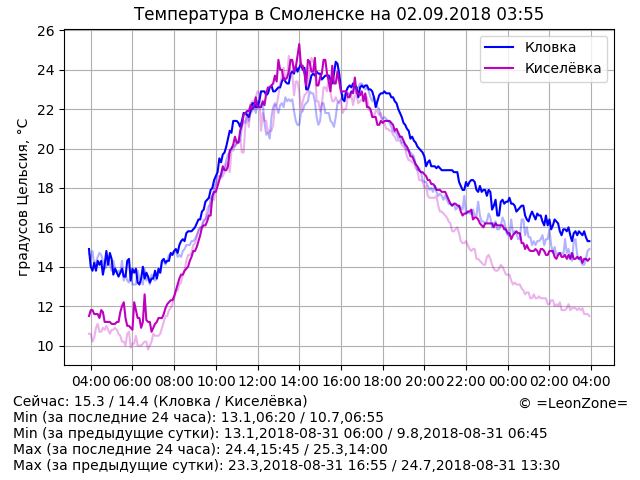 Температура в Смоленске на 02.09.2018 03:55
26
24
22
20
18
16
14
12
10
градусов Цельсия, °C
Кловка
Киселёвка
04:00 06:00 08:00 10:00 12:00 14:00 16:00 18:00 20:00 22:00 00:00 02:00 04:00
Сейчас: 15.3 / 14.4 (Кловка / Киселёвка)
© =LeonZone=
Min (за последние 24 часа): 13.1,06:20 / 10.7,06:55
Min (за предыдущие сутки): 13.1,2018-08-31 06:00 / 9.8,2018-08-31 06:45
Max (за последние 24 часа): 24.4,15:45 / 25.3,14:00
Max (за предыдущие сутки): 23.3,2018-08-31 16:55 / 24.7,2018-08-31 13:30